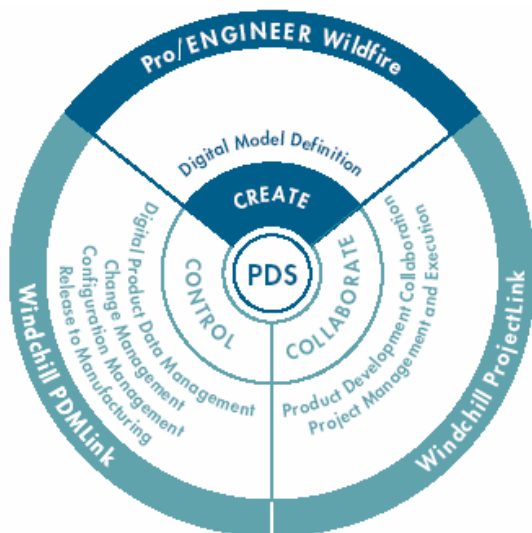 Pro/ENGINEER Wildfire
Digital Model Definition
CREATE
PDS
CONTROL
Digital Product Data Management
Change Management
Configuration Management
Release to Manufacturing
Windchill PDMLink
COLLABORATE
Product Development Collaboration
Project Management and Execution
Windchill ProjectLink